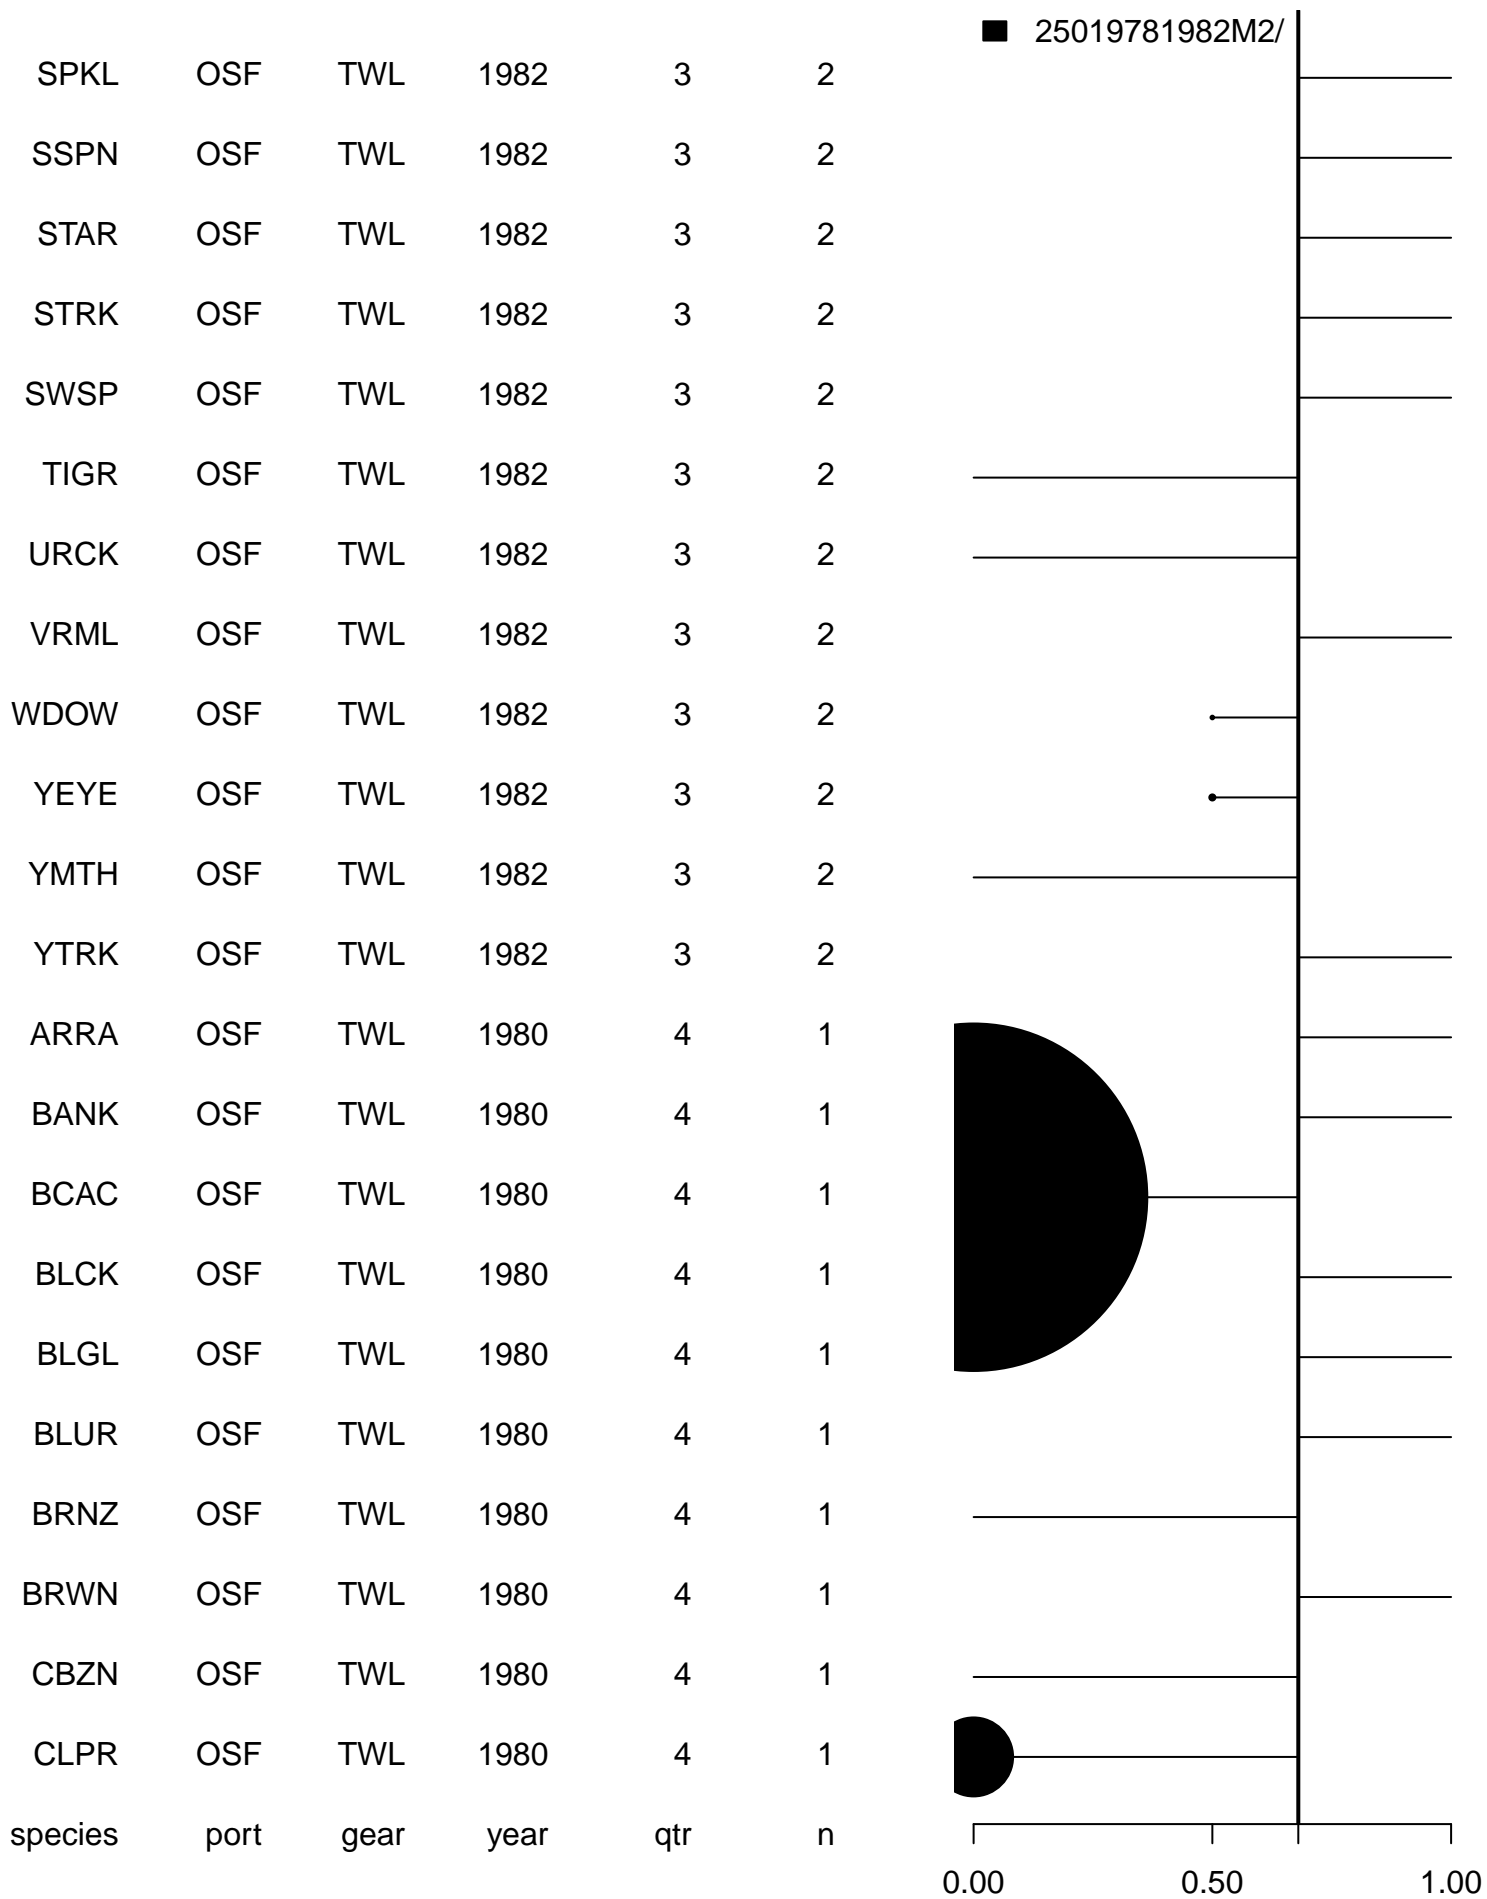 25019781982M2/
SPKL OSF TWL 1982 3 2
SSPN OSF TWL 1982 3 2
STAR OSF TWL 1982 3 2
STRK OSF TWL 1982 3 2
SWSP OSF TWL 1982 3 2
TIGR OSF TWL 1982 3 2
URCK OSF TWL 1982 3 2
VRML OSF TWL 1982 3 2
WDOW OSF TWL 1982 3 2
YEYE OSF TWL 1982 3 2
YMTH OSF TWL 1982 3 2
YTRK OSF TWL 1982 3 2
ARRA OSF TWL 1980 4 1
BANK OSF TWL 1980 4 1
BCAC OSF TWL 1980 4 1
BLCK OSF TWL 1980 4 1
BLGL OSF TWL 1980 4 1
BLUR OSF TWL 1980 4 1
BRNZ OSF TWL 1980 4 1
BRWN OSF TWL 1980 4 1
CBZN OSF TWL 1980 4 1
CLPR OSF TWL 1980 4 1
species port gear year qtr n
0.00 0.50 1.00